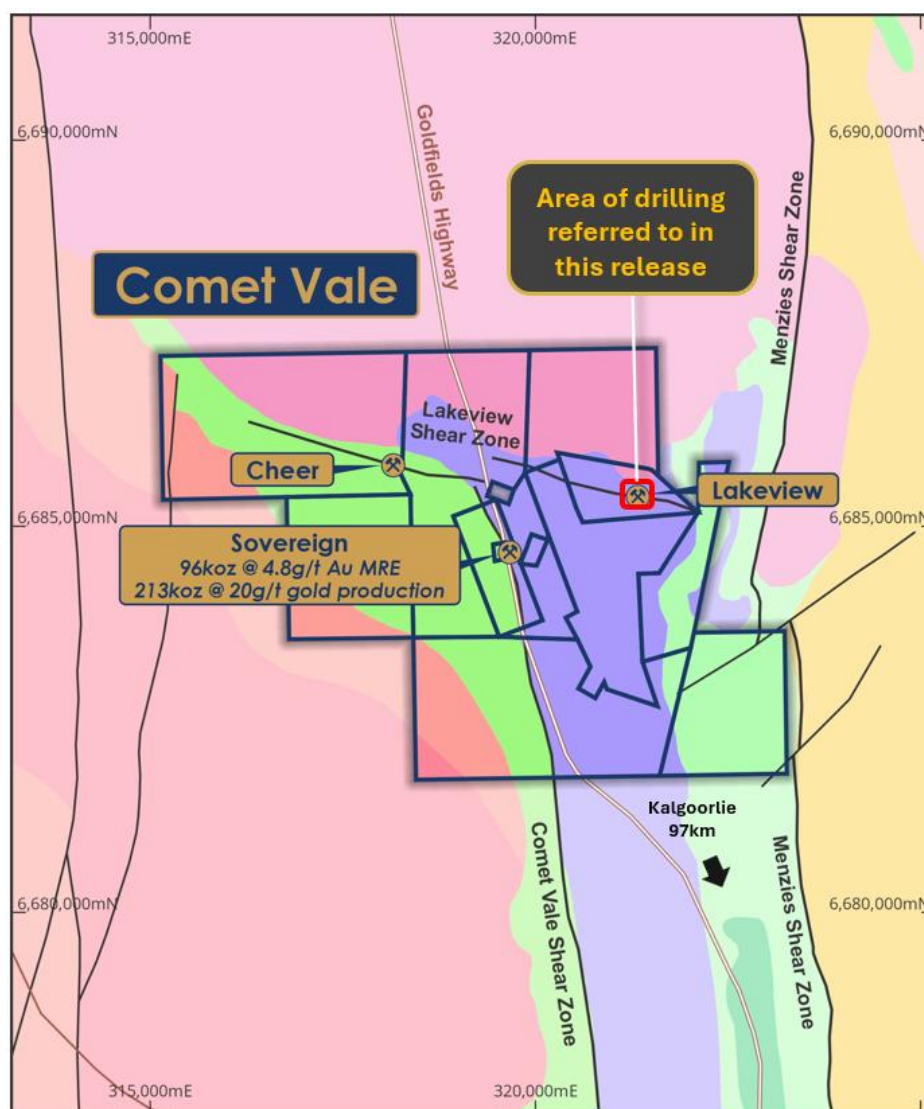 315,000mE
320,000mE
6,690,000mN
6,690,000mN
Goldfields Highway
Menzies Shear Zone
Area of drilling
referred to in
this release
Comet Vale
Lakeview
Shear Zone
Cheer
Lakeview
6,685,000mN
6,685,000mN
Sovereign
96koz @ 4.8g/t Au MRE
213koz @ 20g/t gold production
Kalgoorlie
97km
Comet Vale Shear Zone
Menzies Shear Zone
6,680,000mN
6,680,000mN
315,000mE
320,000mE